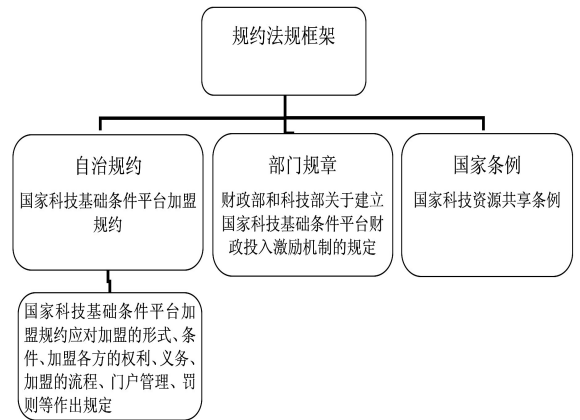 规约法规框架
自治规约
国家科技基础条件平台加盟
规约
部门规章
财政部和科技部关于建立
国家科技基础条件平台财
政投入激励机制的规定
国家条例
国家科技资源共享条例
国家科技基础条件平台加
盟规约应对加盟的形式、条
件、加盟各方的权利、义务、
加盟的流程、门户管理、罚
则等作出规定